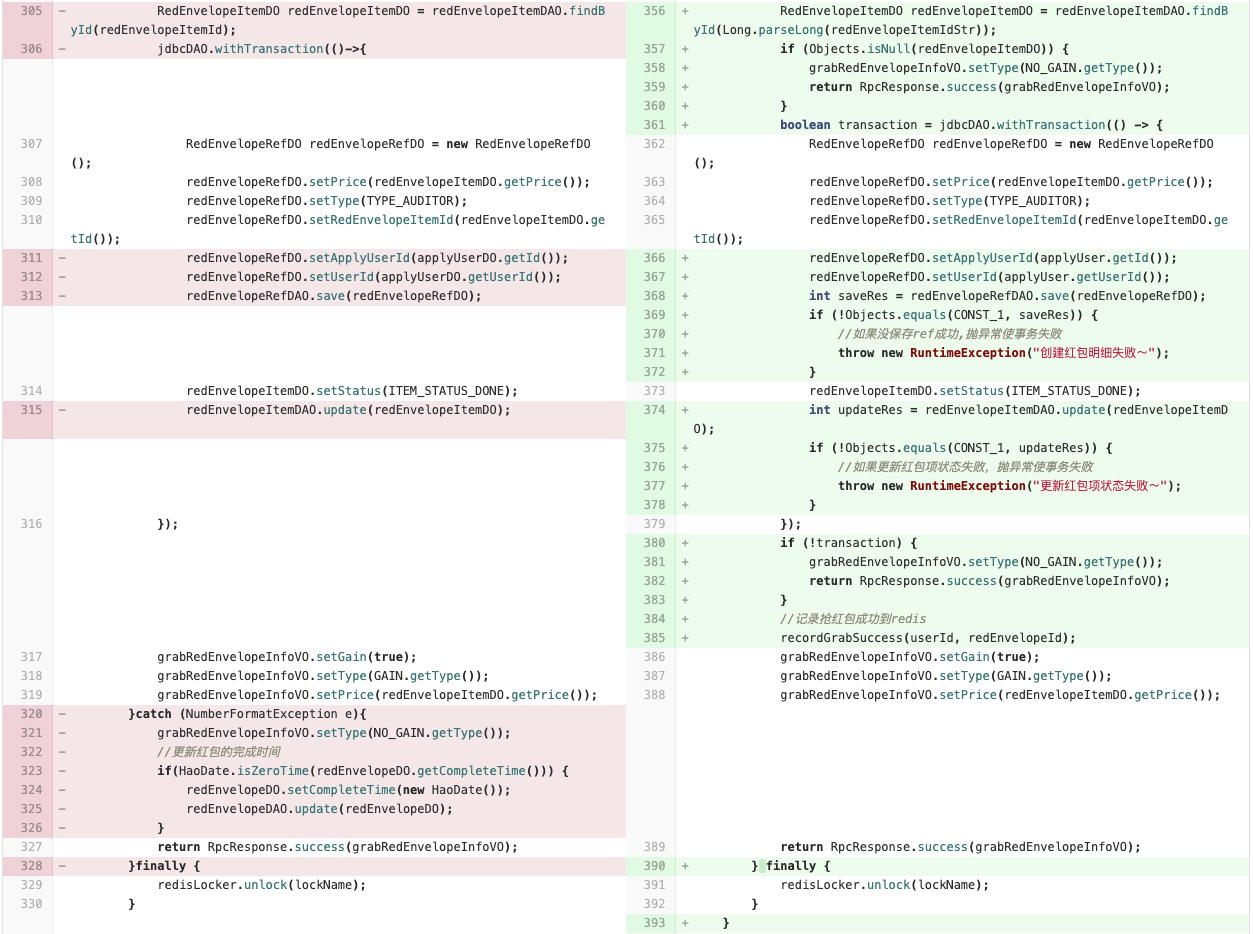 305 - RedEnvelopeItemDO redEnvelopeItemDO = redEnvelopeItemDAO.findB
yId(redEnvelopeItemId);
306 - jdbcDAO.withTransaction(()->{
307 RedEnvelopeRefDO redEnvelopeRefDO = new RedEnvelopeRefDO
();
308 redEnvelopeRefDO.setPrice(redEnvelopeItemDO.getPrice());
309 redEnvelopeRefDO.setType(TYPE_AUDITOR);
310 redEnvelopeRefDO.setRedEnvelopeItemId(redEnvelopeItemDO.ge
tId());
311 - redEnvelopeRefDO.setApplyUserId(applyUserDO.getId());
312 - redEnvelopeRefDO.setUserId(applyUserDO.getUserId());
313 - redEnvelopeRefDAO.save(redEnvelopeRefDO);
314 redEnvelopeItemDO.setStatus(ITEM_STATUS_DONE);
315 - redEnvelopeItemDAO.update(redEnvelopeItemDO);
316 });
317 grabRedEnvelopeInfoVO.setGain(true);
318 grabRedEnvelopeInfoVO.setType(GAIN.getType());
319 grabRedEnvelopeInfoVO.setPrice(redEnvelopeItemDO.getPrice());
320 - }catch (NumberFormatException e){
321 - grabRedEnvelopeInfoVO.setType(NO_GAIN.getType());
322 - //更新红包的完成时间
323 - if(HaoDate.isZeroTime(redEnvelopeDO.getCompleteTime())) {
324 - redEnvelopeDO.setCompleteTime(new HaoDate());
325 - redEnvelopeDAO.update(redEnvelopeDO);
326 - }
327 return RpcResponse.success(grabRedEnvelopeInfoVO);
328 - }finally {
329 redisLocker.unlock(lockName);
330 }
356 + RedEnvelopeItemDO redEnvelopeItemDO = redEnvelopeItemDAO.findB
yId(Long.parseLong(redEnvelopeItemIdStr));
357 + if (Objects.isNull(redEnvelopeItemDO)) {
358 + grabRedEnvelopeInfoVO.setType(NO_GAIN.getType());
359 + return RpcResponse.success(grabRedEnvelopeInfoVO);
360 + }
361 + boolean transaction = jdbcDAO.withTransaction(() -> {
362 RedEnvelopeRefDO redEnvelopeRefDO = new RedEnvelopeRefDO
();
363 redEnvelopeRefDO.setPrice(redEnvelopeItemDO.getPrice());
364 redEnvelopeRefDO.setType(TYPE_AUDITOR);
365 redEnvelopeRefDO.setRedEnvelopeItemId(redEnvelopeItemDO.ge
tId());
366 + redEnvelopeRefDO.setApplyUserId(applyUser.getId());
367 + redEnvelopeRefDO.setUserId(applyUser.getUserId());
368 + int saveRes = redEnvelopeRefDAO.save(redEnvelopeRefDO);
369 + if (!Objects.equals(CONST_1, saveRes)) {
370 + //如果没保存ref成功,抛异常使事务失败
371 + throw new RuntimeException("创建红包明细失败～");
372 + }
373 redEnvelopeItemDO.setStatus(ITEM_STATUS_DONE);
374 + int updateRes = redEnvelopeItemDAO.update(redEnvelopeItemD
O);
375 + if (!Objects.equals(CONST_1, updateRes)) {
376 + //如果更新红包项状态失败，抛异常使事务失败
377 + throw new RuntimeException("更新红包项状态失败～");
378 + }
379 });
380 + if (!transaction) {
381 + grabRedEnvelopeInfoVO.setType(NO_GAIN.getType());
382 + return RpcResponse.success(grabRedEnvelopeInfoVO);
383 + }
384 + //记录抢红包成功到redis
385 + recordGrabSuccess(userId, redEnvelopeId);
386 grabRedEnvelopeInfoVO.setGain(true);
387 grabRedEnvelopeInfoVO.setType(GAIN.getType());
388 grabRedEnvelopeInfoVO.setPrice(redEnvelopeItemDO.getPrice());
389 return RpcResponse.success(grabRedEnvelopeInfoVO);
390 + } finally {
391 redisLocker.unlock(lockName);
392 }
393 + }